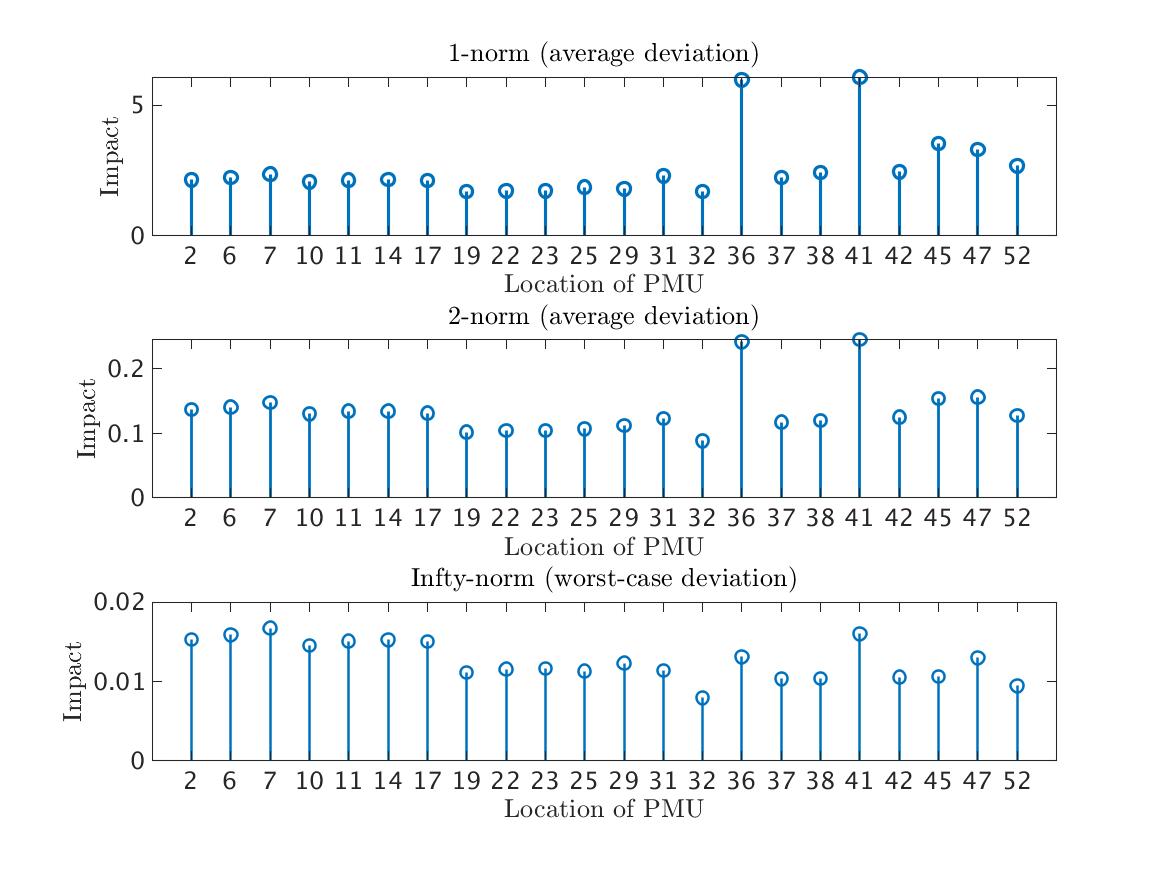 1-norm (average deviation)
5
0
Impact
2 6 7 10 11 14 17 19 22 23 25 29 31 32 36 37 38 41 42 45 47 52
Location of PMU
2-norm (average deviation)
0.2
0.1
0
Impact
2 6 7 10 11 14 17 19 22 23 25 29 31 32 36 37 38 41 42 45 47 52
Location of PMU
Infty-norm (worst-case deviation)
0.02
0.01
0
Impact
2 6 7 10 11 14 17 19 22 23 25 29 31 32 36 37 38 41 42 45 47 52
Location of PMU